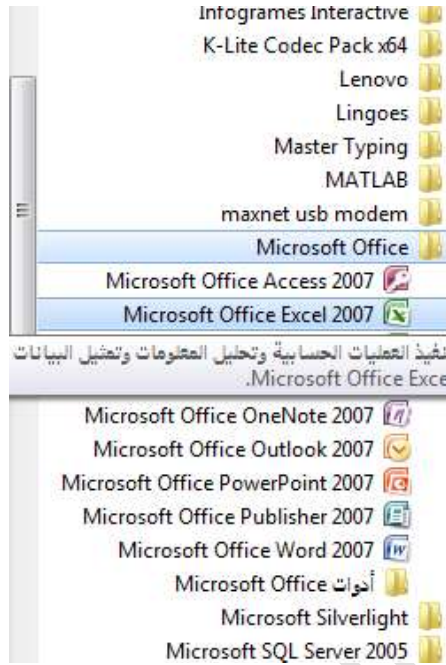 Infogrames Interactive
K-Lite Codec Pack x64
Lenovo
Lingoes
Master Typing
MATLAB
maxnet usb modem
Microsoft Office
Microsoft Office Access 2007
Microsoft Office Excel 2007
العمليات الحسابية وتحليل المعلومات وتمثيل البيانات
.Microsoft Office Exce
Microsoft Office OneNote 2007
Microsoft Office Outlook 2007
Microsoft Office PowerPoint 2007
Microsoft Office Publisher 2007
Microsoft Office Word 2007
أدوات Microsoft Office
Microsoft Silverlight
Microsoft SQL Server 2005